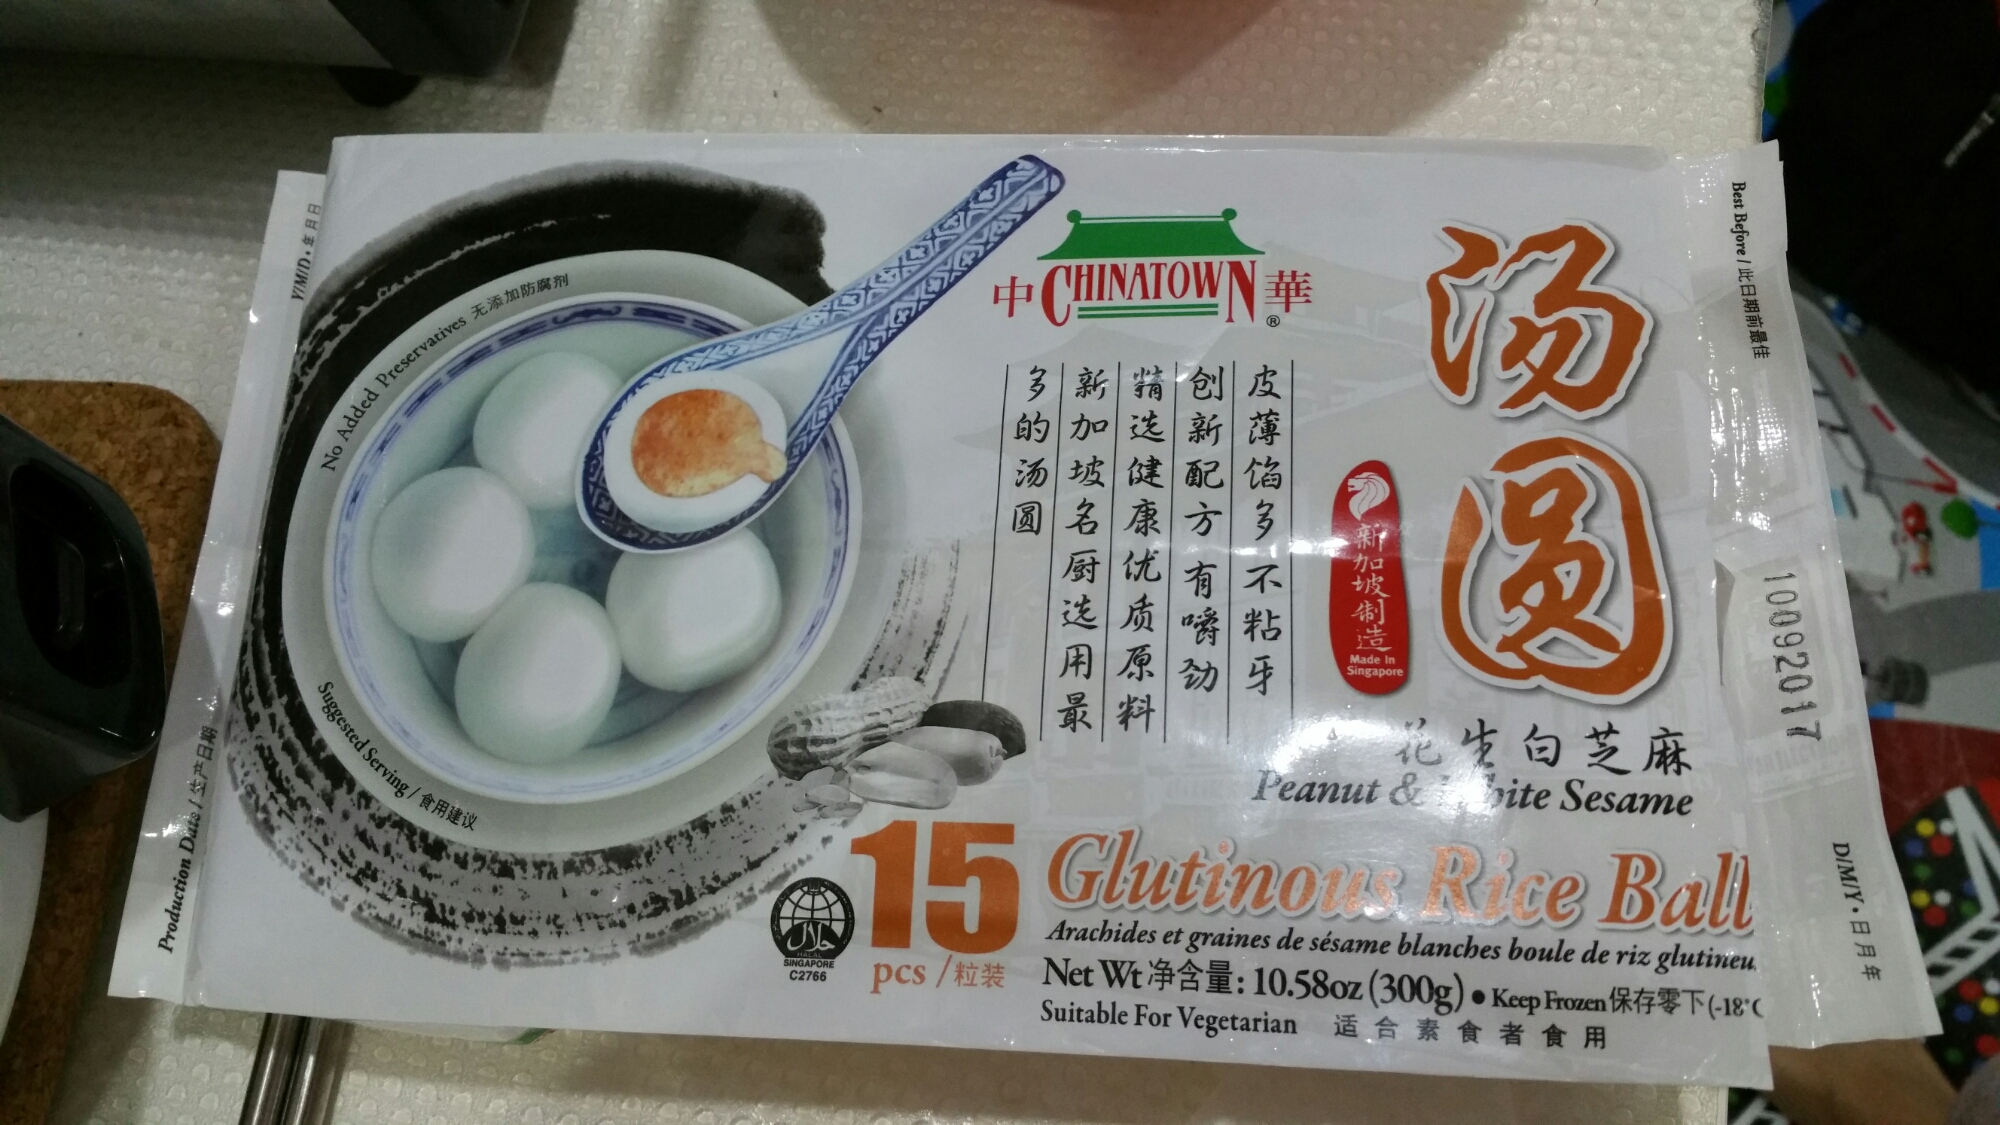 Y/M/D • 年月日
Production Date / 生产日期
No Added Preservatives 无添加防腐剂
Suggested Serving / 食用建议
中 CHINATOWN 華
®
汤圆
皮薄馅多不粘牙
创新配方有嚼劲
精选健康优质原料
新加坡名厨选用最
多的汤圆
新加坡制造
Made In
Singapore
花生白芝麻
Peanut & White Sesame
15
pcs / 粒装
HALAL
SINGAPORE
C2766
Glutinous Rice Ball
Arachides et graines de sésame blanches boule de riz glutineu
Net Wt 净含量: 10.58oz (300g) • Keep Frozen 保存零下 (-18°C
Suitable For Vegetarian 适合素食者食用
Best Before / 此日期前最佳
10092017
D/M/Y • 日月年